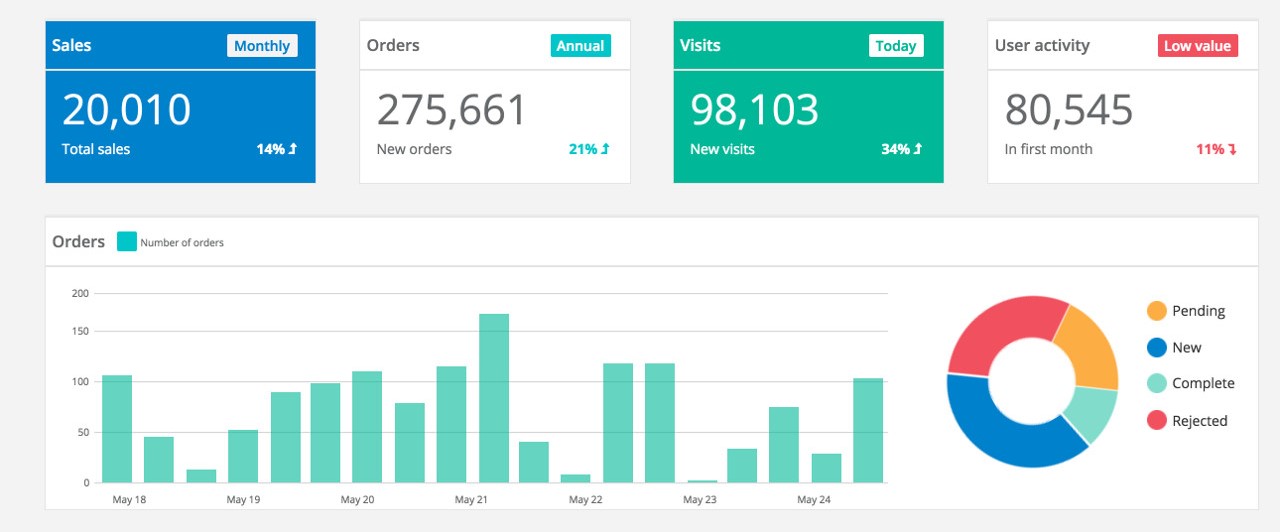 Sales Monthly
20,010
Total sales 14%
Orders Annual
275,661
New orders 21%
Visits Today
98,103
New visits 34%
User activity Low value
80,545
In first month 11%
Orders Number of orders
200
150
100
50
0
May 18 May 19 May 20 May 21 May 22 May 23 May 24
Pending
New
Complete
Rejected